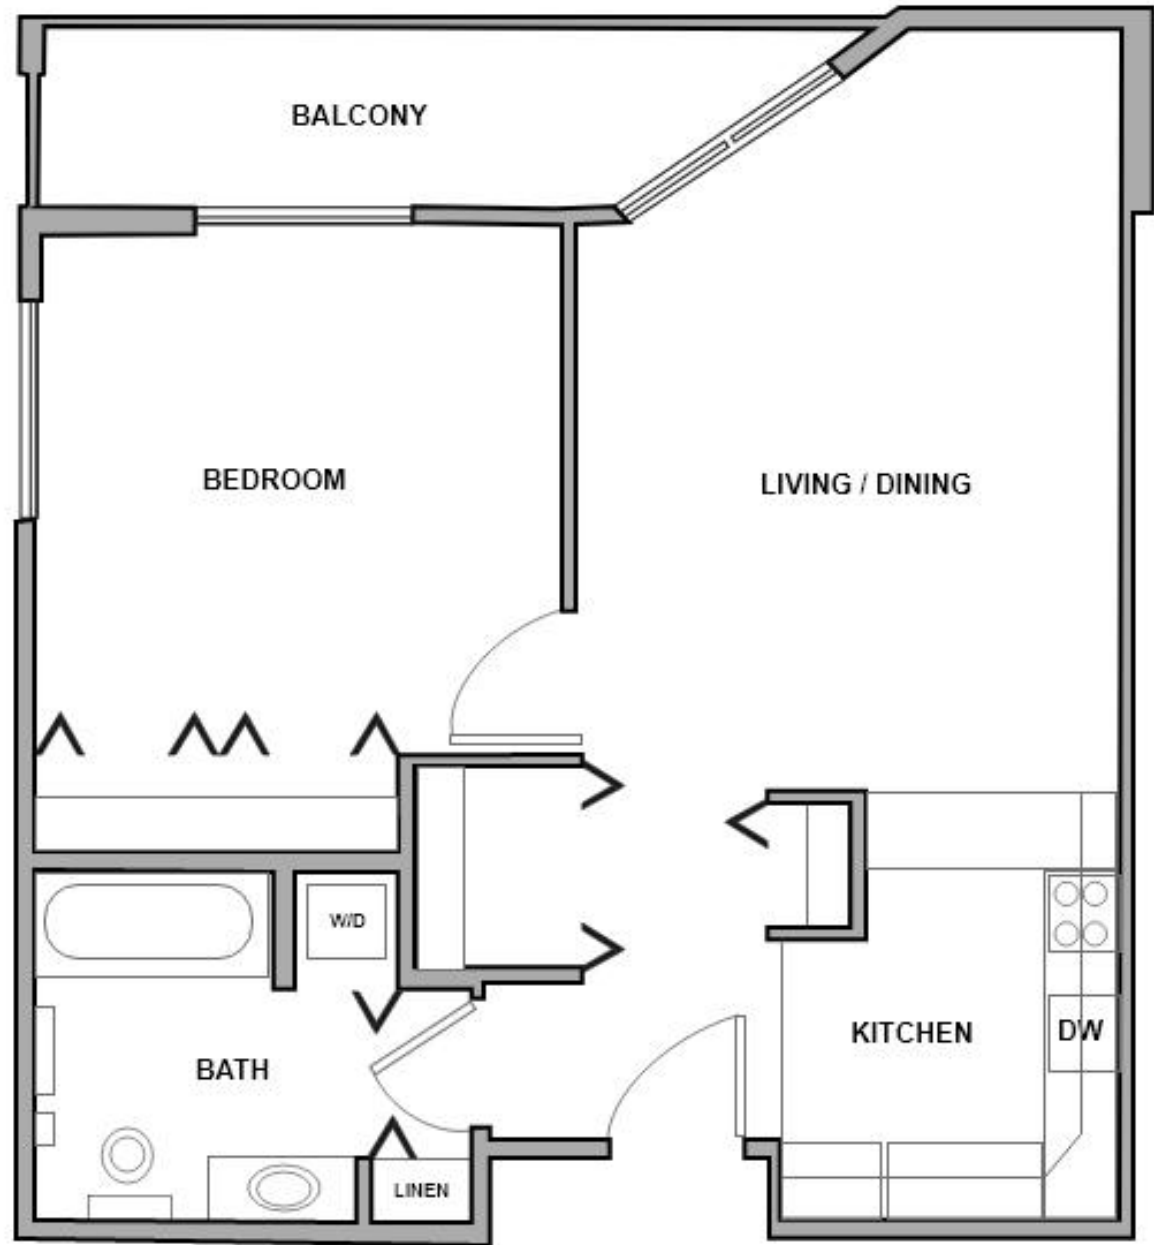 BALCONY
BEDROOM
LIVING / DINING
W/D
KITCHEN
DW
BATH
LINEN